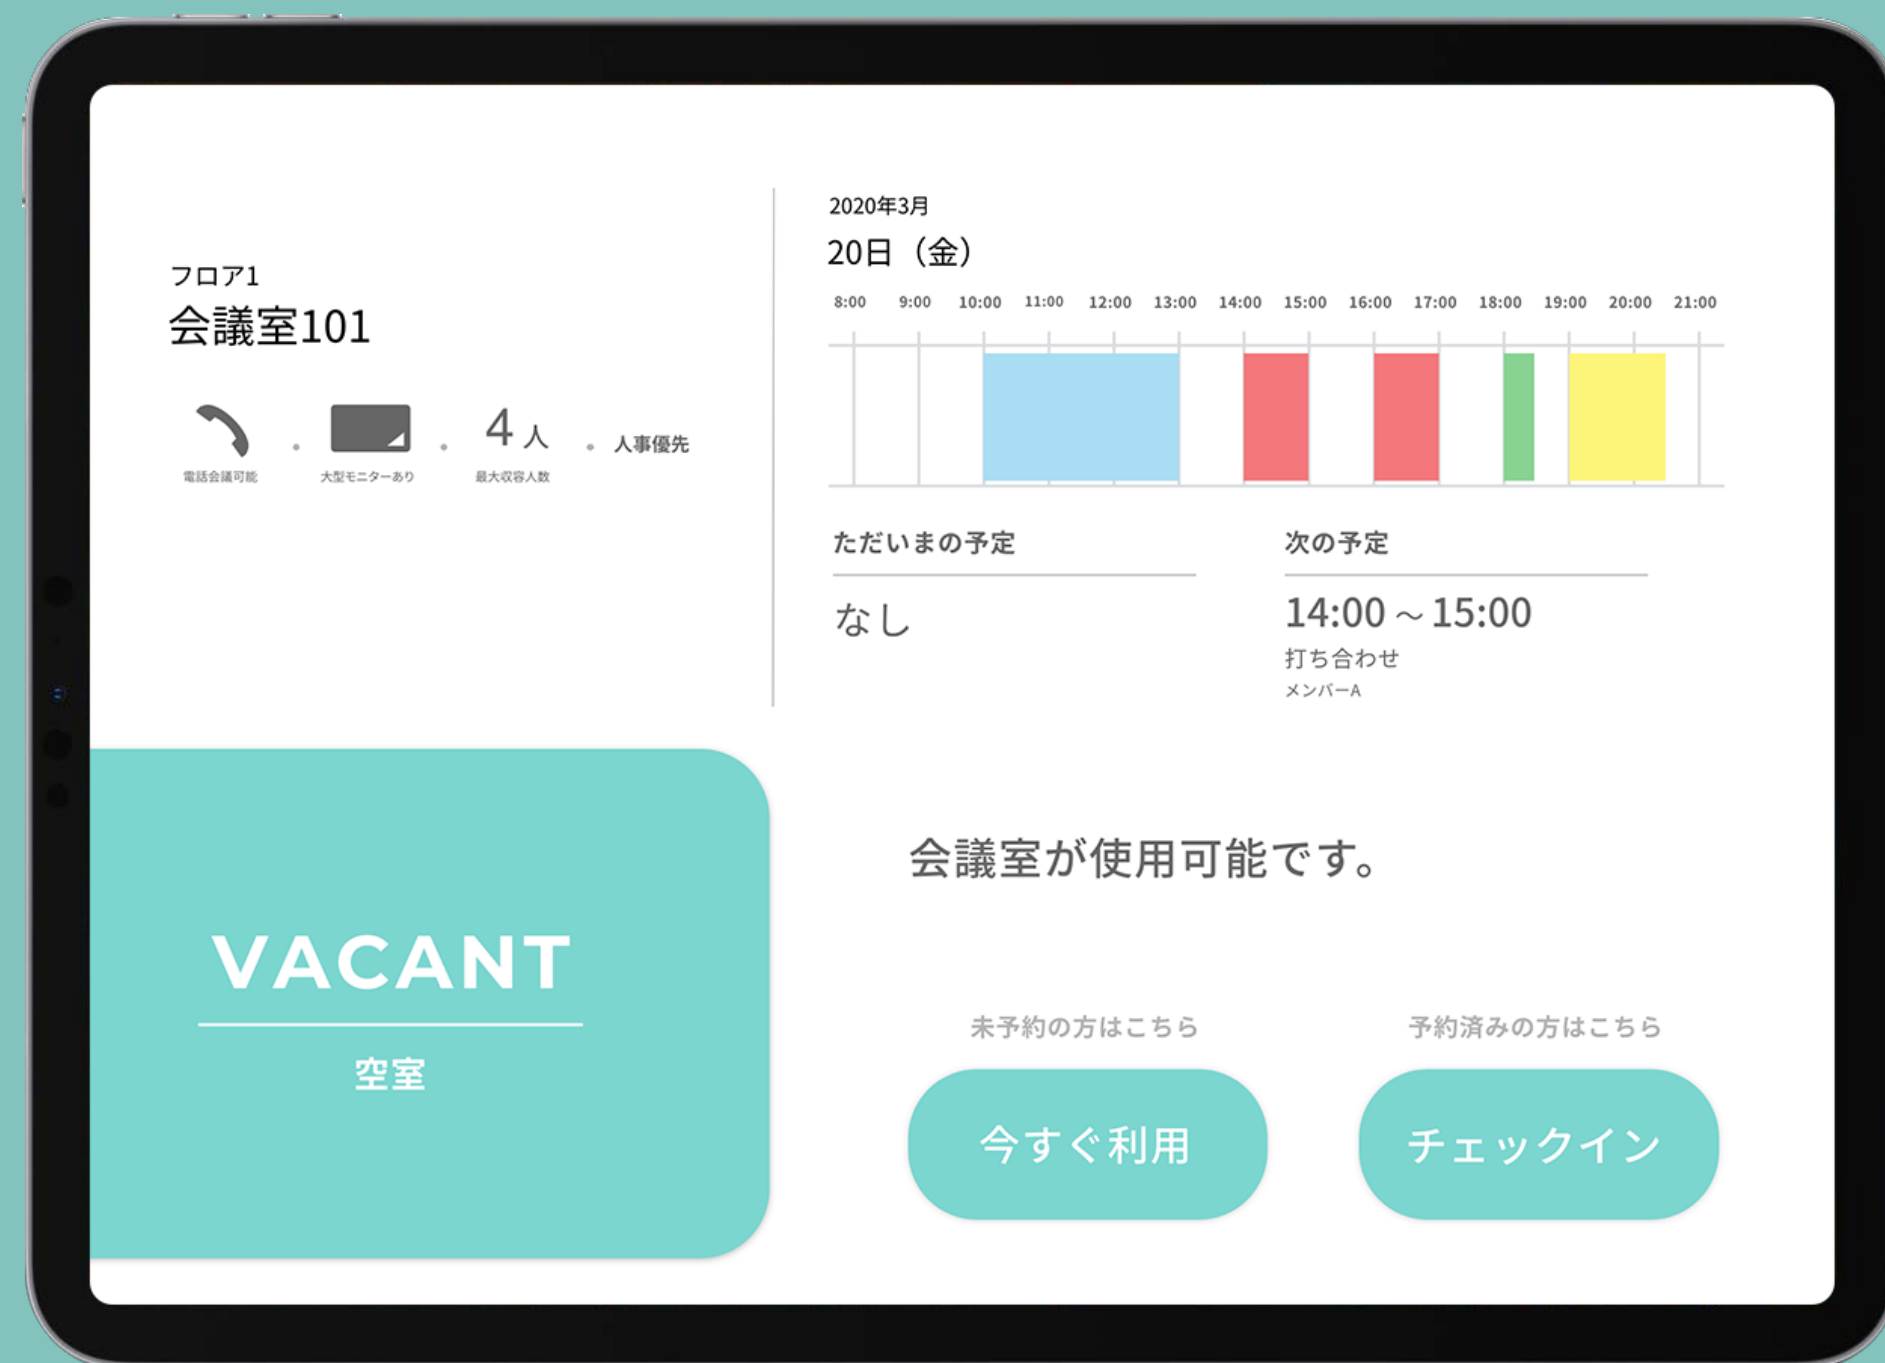 フロア1
会議室101
電話会議可能
大型モニターあり
4人
最大収容人数
人事優先
2020年3月
20日（金）
8:00 9:00 10:00 11:00 12:00 13:00 14:00 15:00 16:00 17:00 18:00 19:00 20:00 21:00
ただいまの予定
なし
次の予定
14:00～15:00
打ち合わせ
メンバーA
VACANT
空室
会議室が使用可能です。
未予約の方はこちら
今すぐ利用
予約済みの方はこちら
チェックイン